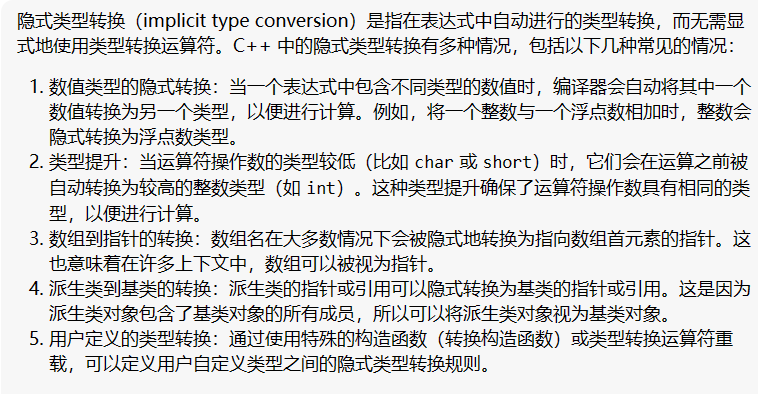 隐式类型转换（implicit type conversion）是指在表达式中自动进行的类型转换，而无需显
式地使用类型转换运算符。C++ 中的隐式类型转换有多种情况，包括以下几种常见的情况：
1. 数值类型的隐式转换：当一个表达式中包含不同类型的数值时，编译器会自动将其中一个
数值转换为另一个类型，以便进行计算。例如，将一个整数与一个浮点数相加时，整数会
隐式转换为浮点数类型。
2. 类型提升：当运算符操作数的类型较低（比如 char 或 short）时，它们会在运算之前被
自动转换为较高的整数类型（如 int）。这种类型提升确保了运算符操作数具有相同的类
型，以便进行计算。
3. 数组到指针的转换：数组名在大多数情况下会被隐式地转换为指向数组首元素的指针。这
也意味着在许多上下文中，数组可以被视为指针。
4. 派生类到基类的转换：派生类的指针或引用可以隐式转换为基类的指针或引用。这是因为
派生类对象包含了基类对象的所有成员，所以可以将派生类对象视为基类对象。
5. 用户定义的类型转换：通过使用特殊的构造函数（转换构造函数）或类型转换运算符重
载，可以定义用户自定义类型之间的隐式类型转换规则。